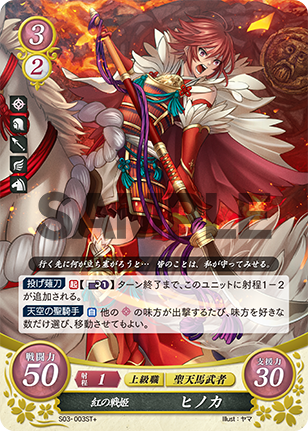 3
2
SAMPLE
行く先に何が立ち塞がろうと… 皆のことは、私が守ってみせる。
投げ薙刀 起 1 ターン終了まで、このユニットに射程1-2
が追加される。
天空の聖騎手 自 他の の味方が出撃するたび、味方を好き
な数だけ選び、移動させてもよい。
戦闘力
50
射程
1
上級職
聖天馬武者
支援力
30
紅の戦姫
ヒノカ
S03-003ST+
Illust:ヤマ